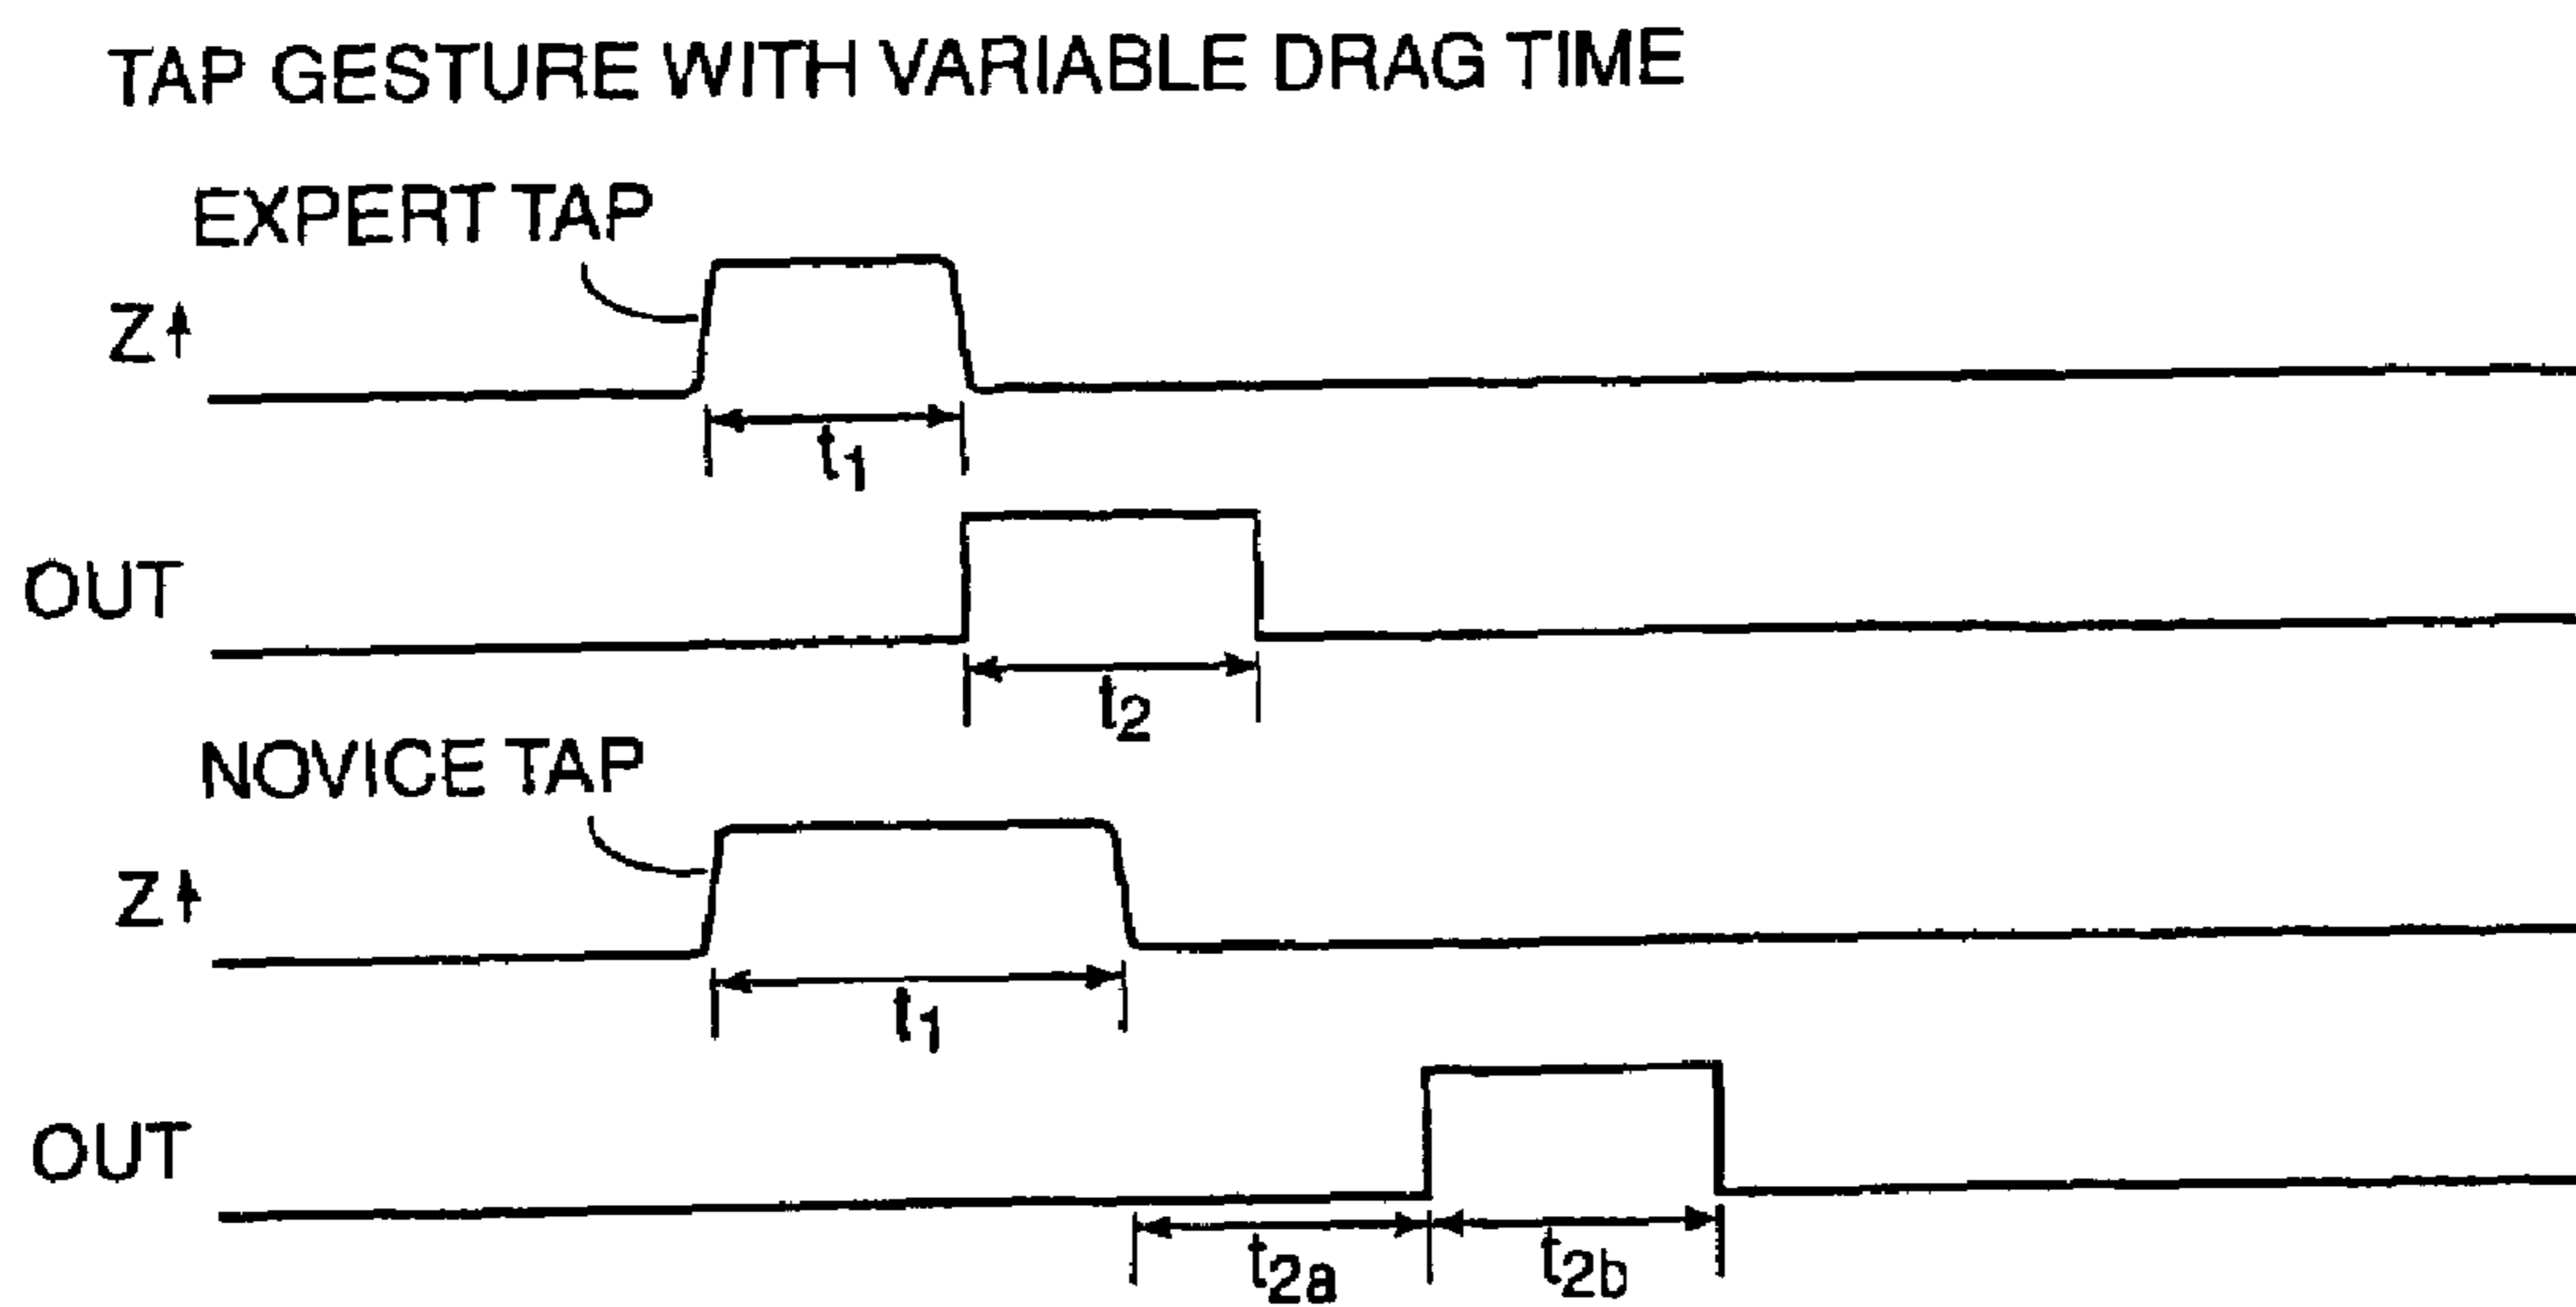 TAP GESTURE WITH VARIABLE DRAG TIME
EXPERT TAP
Z
t1
OUT
t2
NOVICE TAP
Z
t1
OUT
t2a
t2b